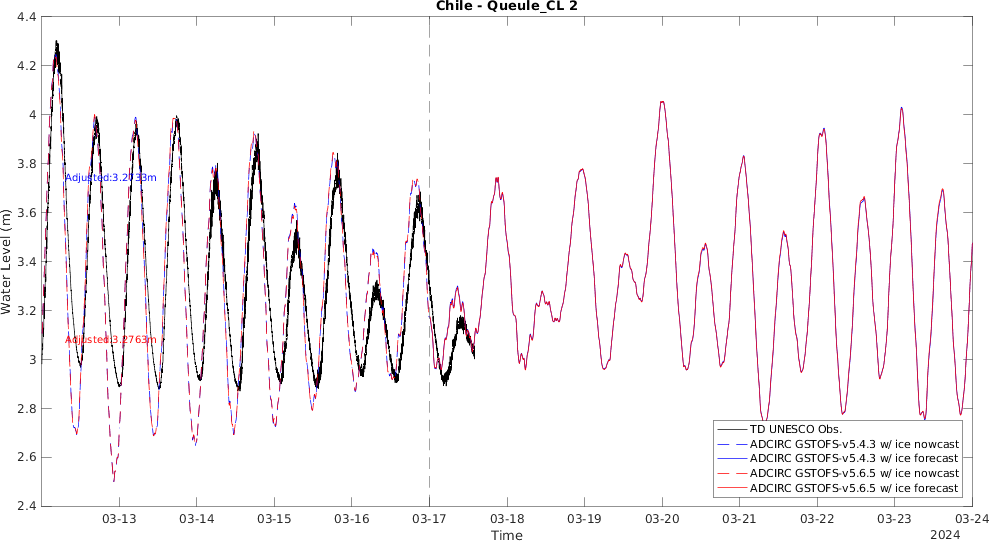 Chile - Queule_CL 2
4.4
4.2
4
3.8
3.6
3.4
3.2
3
2.8
2.6
2.4
Water Level (m)
Adjusted:3.2733m
Adjusted:3.2763m
TD UNESCO Obs.
ADCIRC GSTOFS-v5.4.3 w/ ice nowcast
ADCIRC GSTOFS-v5.4.3 w/ ice forecast
ADCIRC GSTOFS-v5.6.5 w/ ice nowcast
ADCIRC GSTOFS-v5.6.5 w/ ice forecast
03-13 03-14 03-15 03-16 03-17 03-18 03-19 03-20 03-21 03-22 03-23 03-24
Time
2024